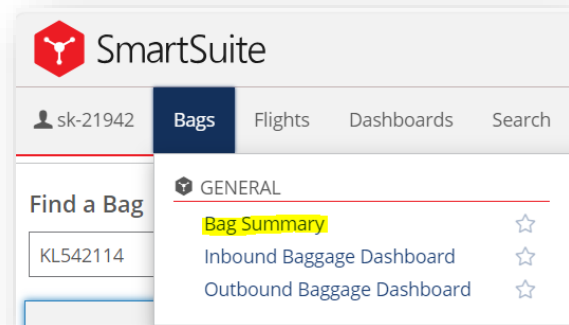 SmartSuite
sk-21942 Bags Flights Dashboards Search
Find a Bag
KL542114
GENERAL
Bag Summary
Inbound Baggage Dashboard
Outbound Baggage Dashboard